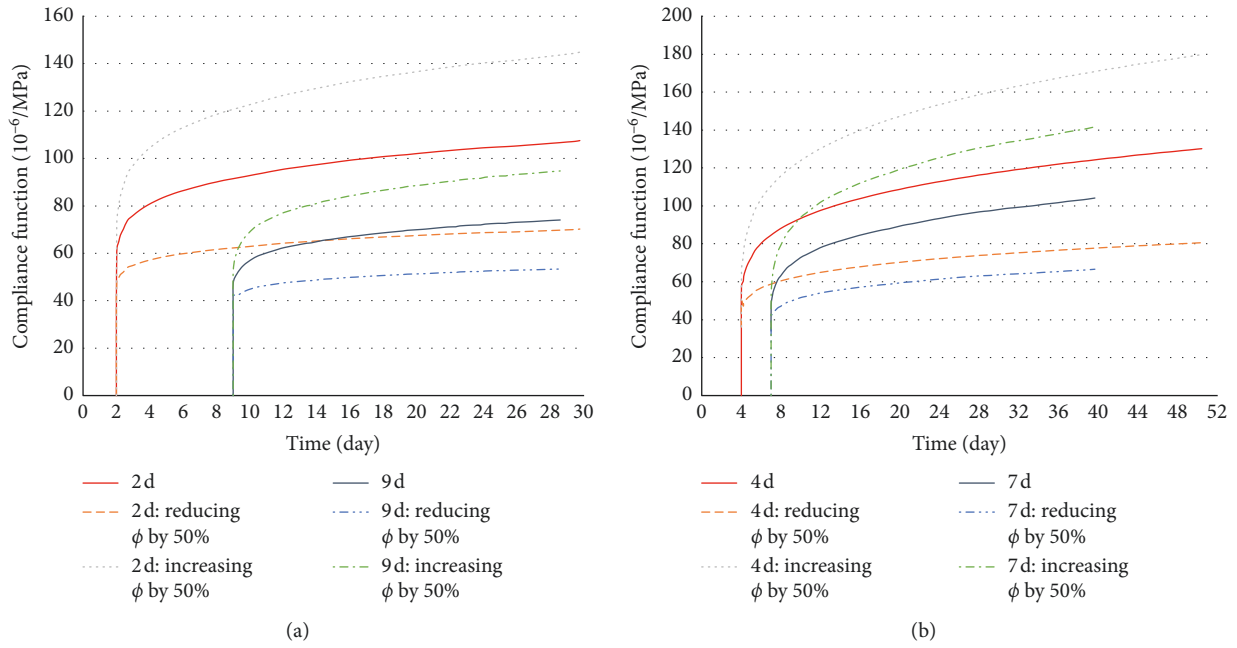 Compliance function (10⁻⁶/MPa)
160
140
120
100
80
60
40
20
0
0 2 4 6 8 10 12 14 16 18 20 22 24 26 28 30
Time (day)
2 d
9 d
2 d: reducing
ϕ by 50%
9 d: reducing
ϕ by 50%
2 d: increasing
ϕ by 50%
9 d: increasing
ϕ by 50%
(a)
Compliance function (10⁻⁶/MPa)
200
180
160
140
120
100
80
60
40
20
0
0 4 8 12 16 20 24 28 32 36 40 44 48 52
Time (day)
4 d
7 d
4 d: reducing
ϕ by 50%
7 d: reducing
ϕ by 50%
4 d: increasing
ϕ by 50%
7 d: increasing
ϕ by 50%
(b)